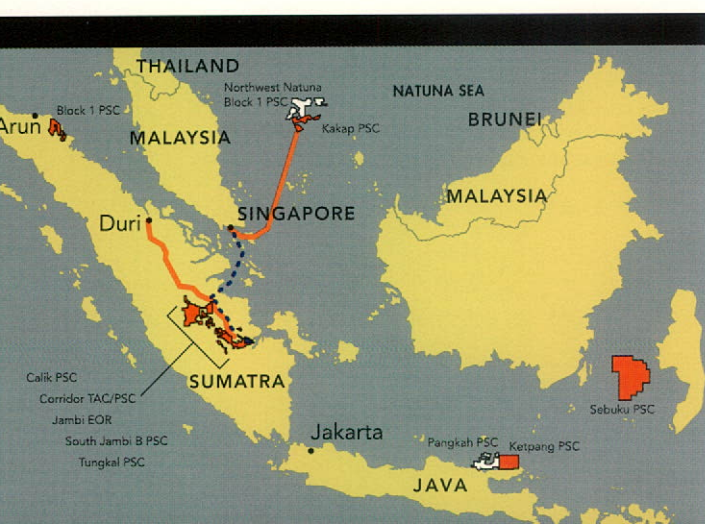 THAILAND
Northwest Natuna
Block 1 PSC
NATUNA SEA
Block 1 PSC
Arun
BRUNEI
Kakap PSC
MALAYSIA
MALAYSIA
SINGAPORE
Duri
Calik PSC
SUMATRA
Corridor TAC/PSC
Jambi EOR
South Jambi B PSC
Tungkal PSC
Sebuku PSC
Jakarta
Pangkah PSC
Ketpang PSC
JAVA